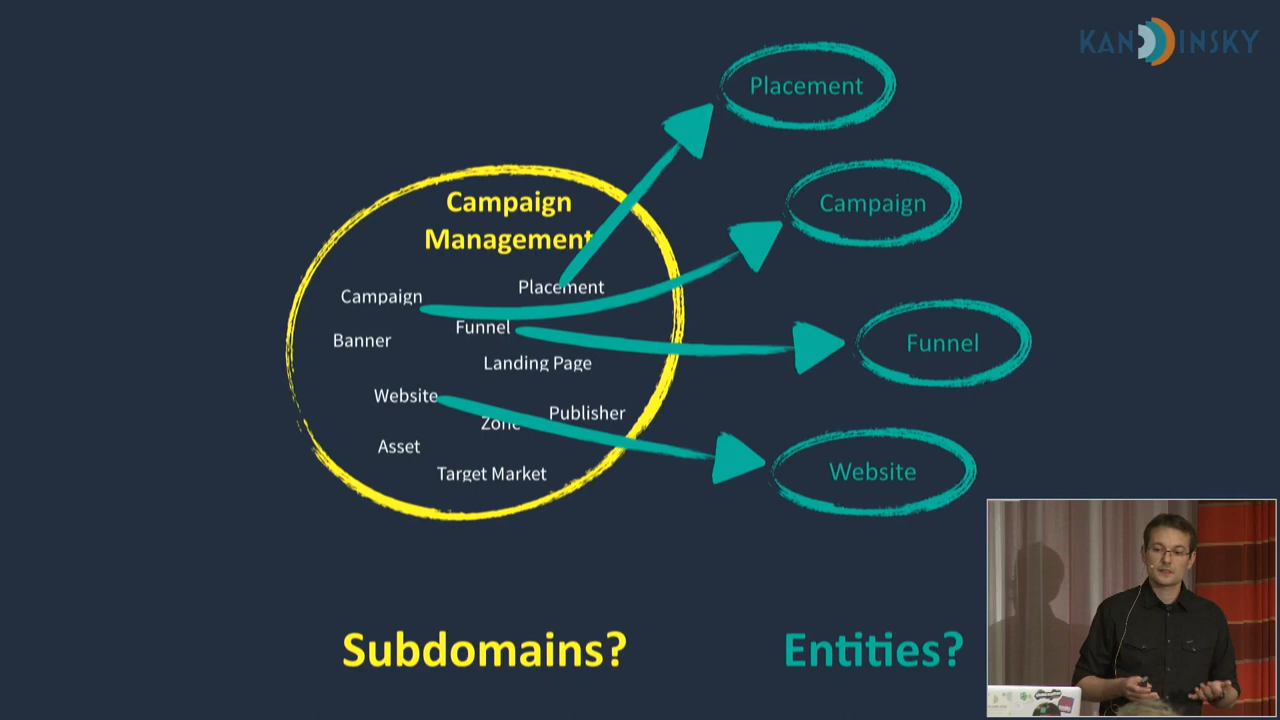 KANDDINSKY
Placement
Campaign
Campaign
Management
Placement
Campaign
Funnel
Banner
Funnel
Landing Page
Website
Publisher
Zone
Asset
Target Market
Website
Subdomains?
Entities?